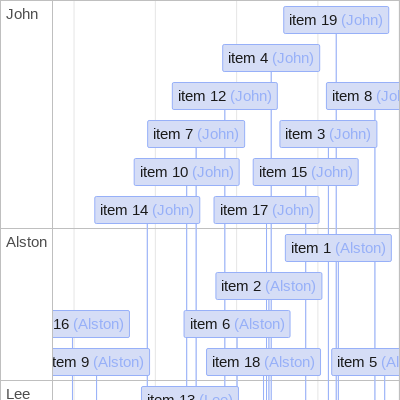 John
item 19 (John)
item 4 (John)
item 12 (John)
item 8 (Jo
item 7 (John)
item 3 (John)
item 10 (John)
item 15 (John)
item 14 (John)
item 17 (John)
Alston
item 1 (Alston)
item 2 (Alston)
16 (Alston)
item 6 (Alston)
item 9 (Alston)
item 18 (Alston)
item 5 (Al
Lee
item 13 (Lee)